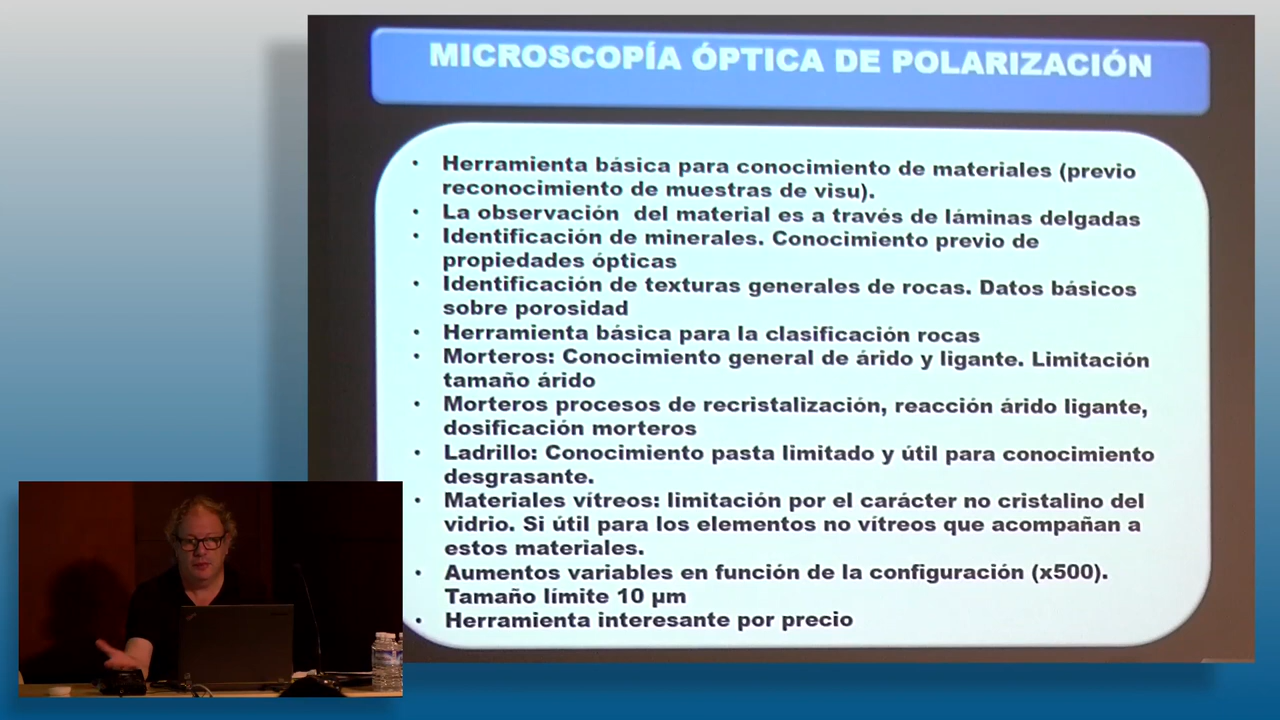 MICROSCOPÍA ÓPTICA DE POLARIZACIÓN
• Herramienta básica para conocimiento de materiales (previo
reconocimiento de muestras de visu).
• La observación del material es a través de láminas delgadas
• Identificación de minerales. Conocimiento previo de
propiedades ópticas
• Identificación de texturas generales de rocas. Datos básicos
sobre porosidad
• Herramienta básica para la clasificación rocas
• Morteros: Conocimiento general de árido y ligante. Limitación
tamaño árido
• Morteros procesos de recristalización, reacción árido ligante,
dosificación morteros
• Ladrillo: Conocimiento pasta limitado y útil para conocimiento
desgrasante.
• Materiales vítreos: limitación por el carácter no cristalino del
vidrio. Si útil para los elementos no vítreos que acompañan a
estos materiales.
• Aumentos variables en función de la configuración (x500).
Tamaño límite 10 µm
• Herramienta interesante por precio